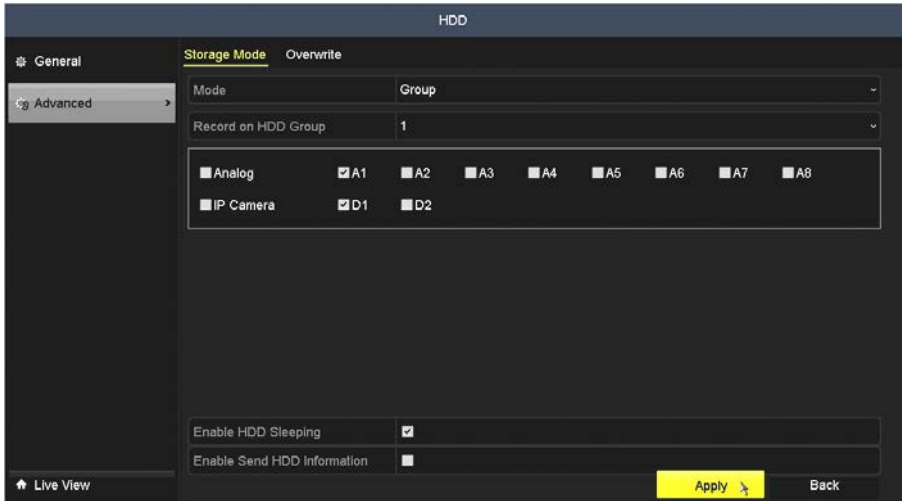 HDD
General
Advanced
Storage Mode Overwrite
Mode Group
Record on HDD Group 1
Analog A1 A2 A3 A4 A5 A6 A7 A8
IP Camera D1 D2
Enable HDD Sleeping
Enable Send HDD Information
Live View Apply Back